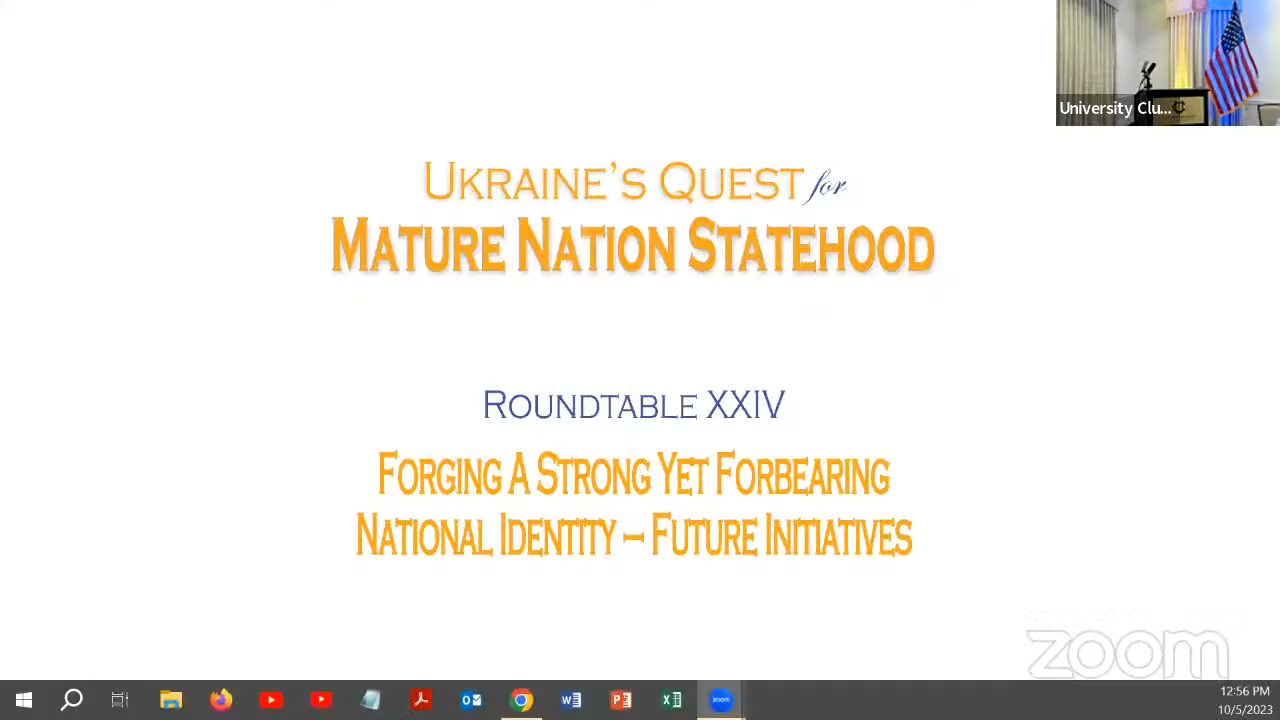 University Clu...
UKRAINE'S QUEST for
MATURE NATION STATEHOOD
ROUNDTABLE XXIV
FORGING A STRONG YET FORBEARING
NATIONAL IDENTITY – FUTURE INITIATIVES
zoom
zoom
12:56 PM
10/5/2023